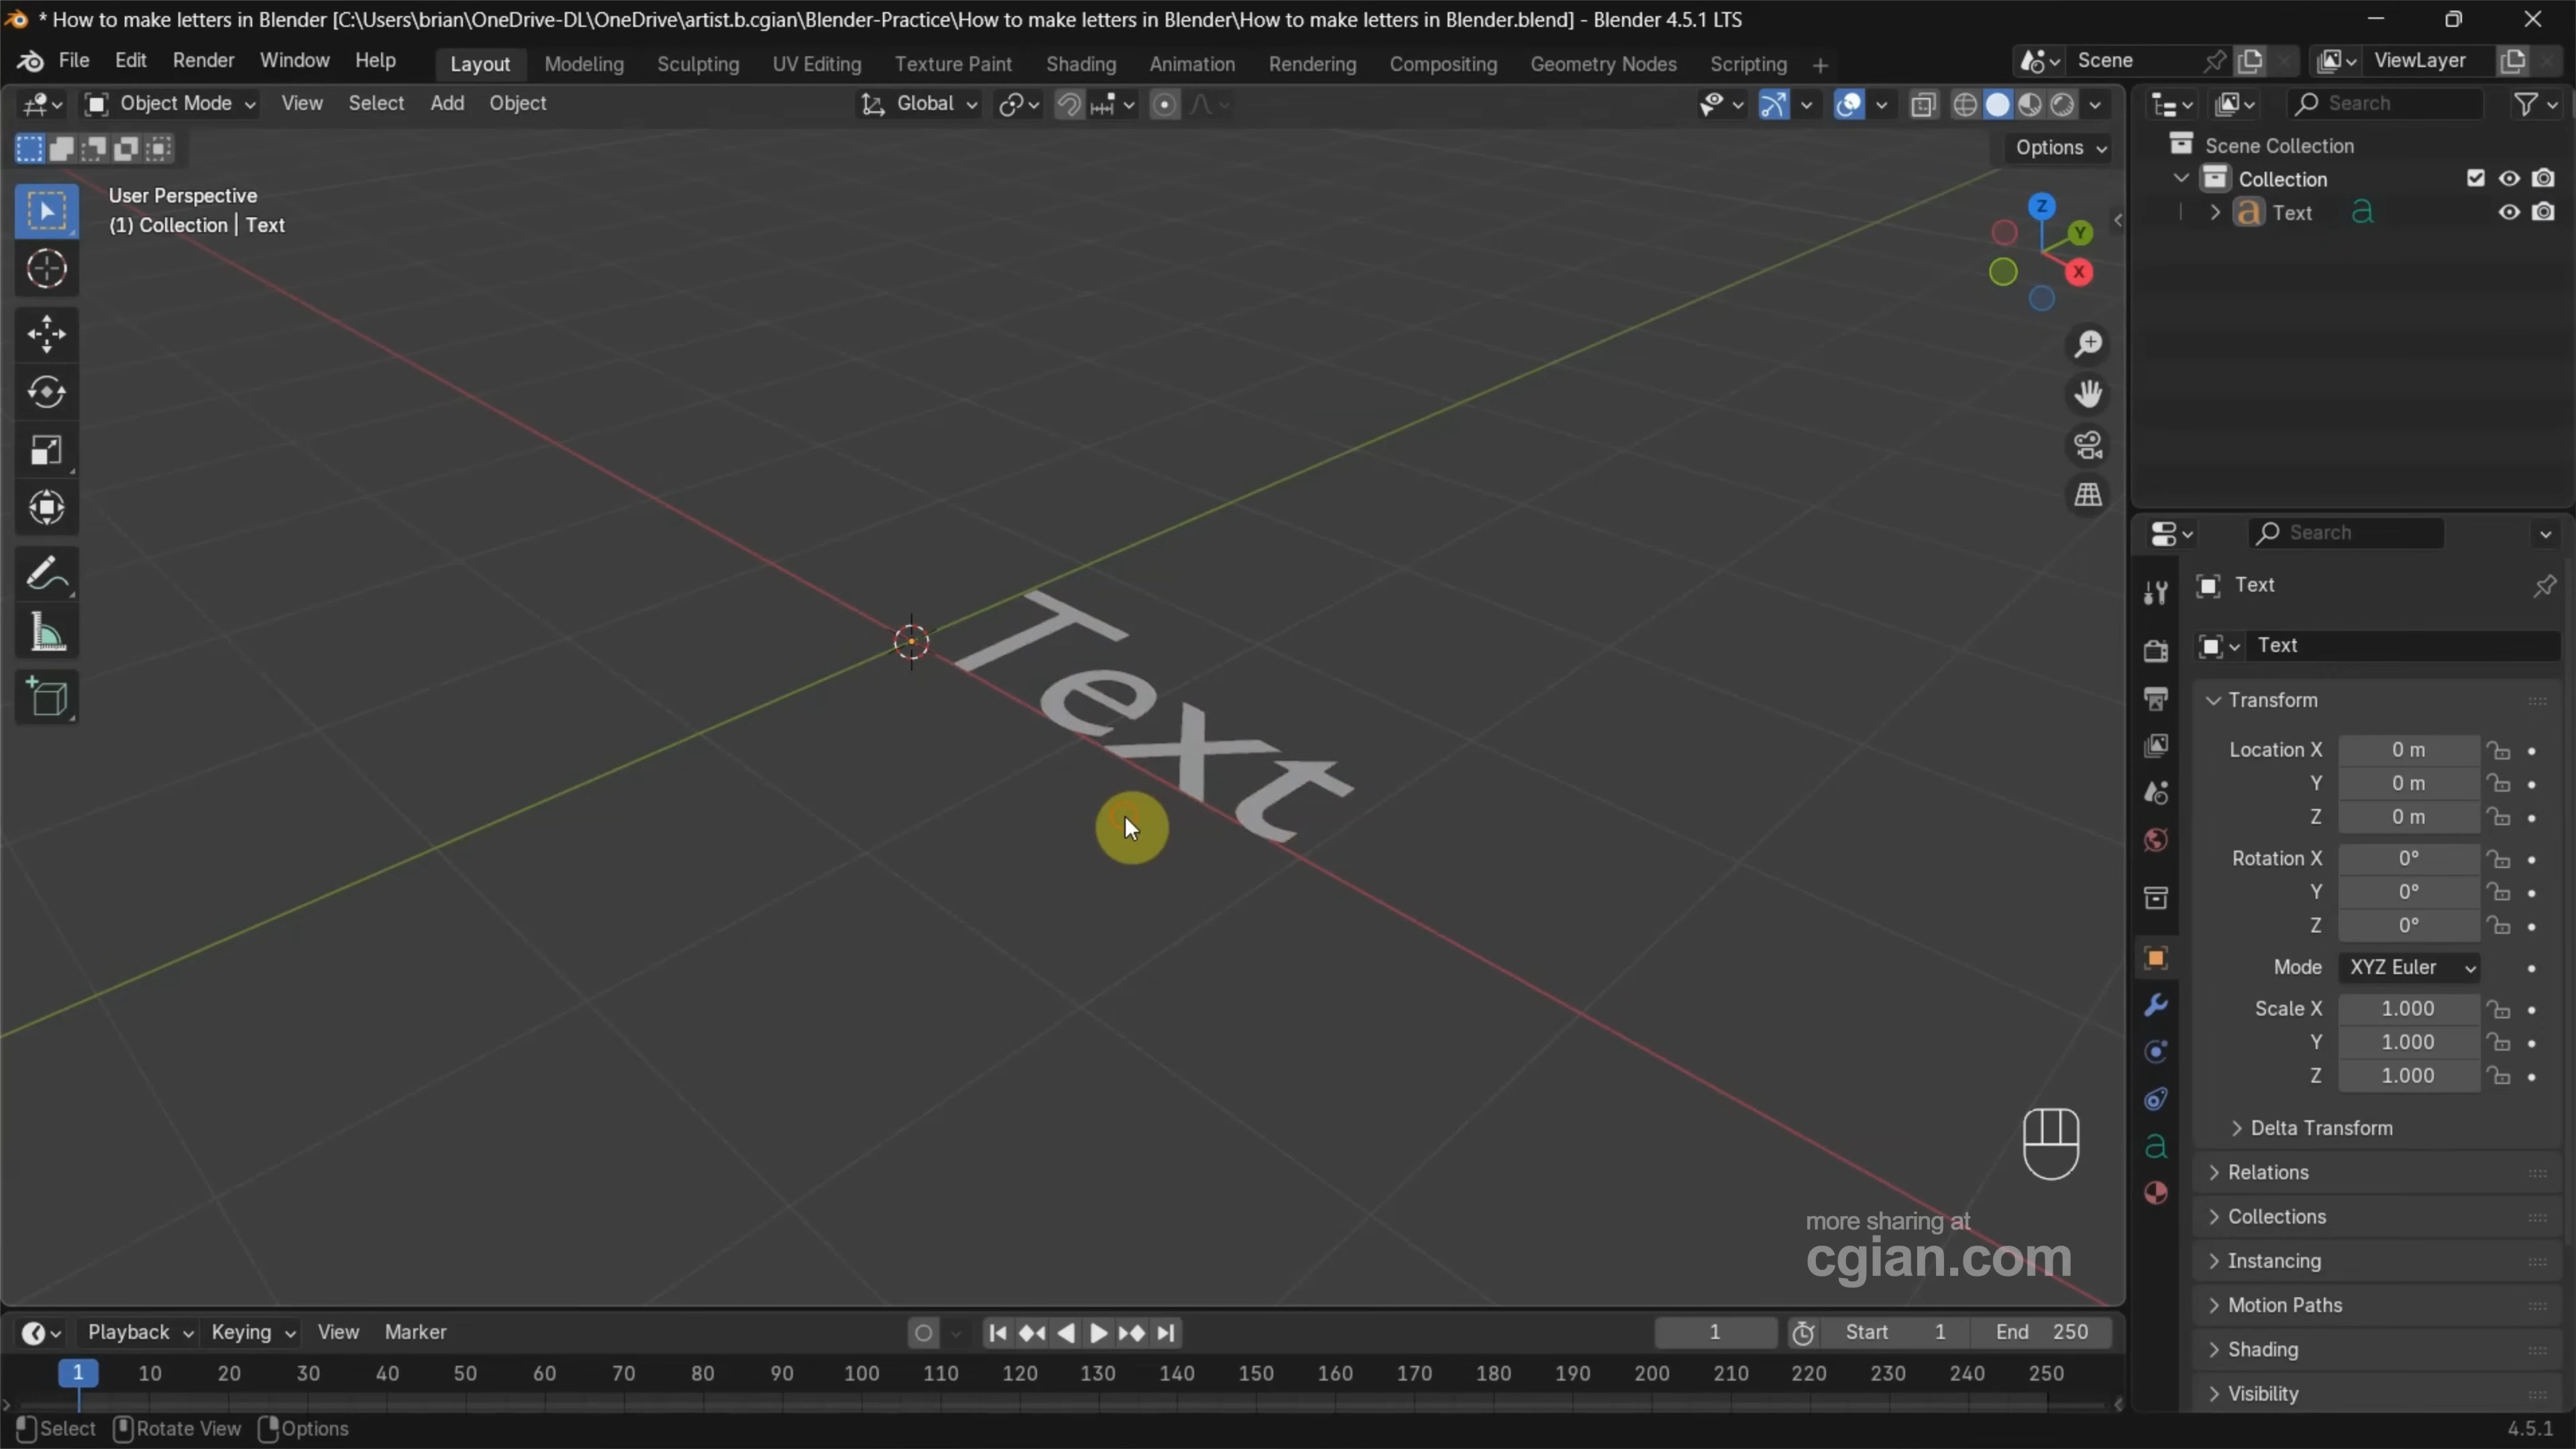 * How to make letters in Blender [C:\Users\brian\OneDrive-DL\OneDrive\artist.b.cgian\Blender-Practice\How to make letters in Blender\How to make letters in Blender.blend] - Blender 4.5.1 LTS
File Edit Render Window Help Layout Modeling Sculpting UV Editing Texture Paint Shading Animation Rendering Compositing Geometry Nodes Scripting + Scene ViewLayer
Object Mode View Select Add Object Global Search
Options
Scene Collection
Collection
Text
User Perspective
(1) Collection | Text
Z
Y
X
Search
Text
Text
Transform
Location X 0 m
Y 0 m
Z 0 m
Rotation X 0°
Y 0°
Z 0°
Mode XYZ Euler
Scale X 1.000
Y 1.000
Z 1.000
Delta Transform
Relations
Collections
Instancing
Motion Paths
Shading
Visibility
Text
more sharing at
cgian.com
Playback Keying View Marker 1 Start 1 End 250
1 10 20 30 40 50 60 70 80 90 100 110 120 130 140 150 160 170 180 190 200 210 220 230 240 250
Select Rotate View Options 4.5.1